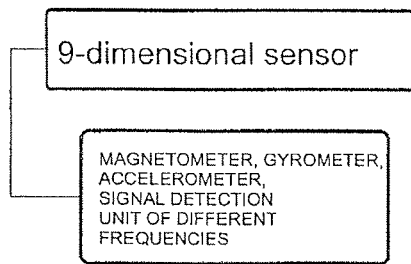 9-dimensional sensor
MAGNETOMETER, GYROMETER,
ACCELEROMETER,
SIGNAL DETECTION
UNIT OF DIFFERENT
FREQUENCIES